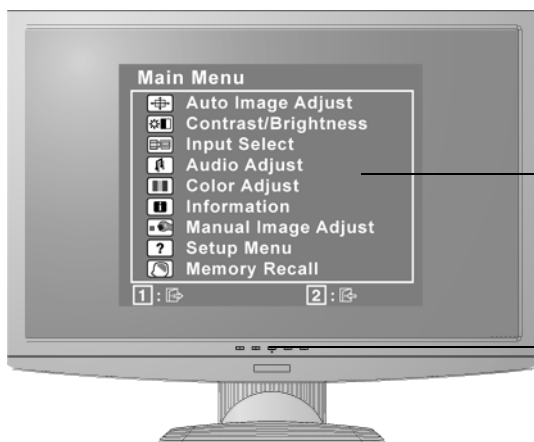 Main Menu
Auto Image Adjust
Contrast/Brightness
Input Select
Audio Adjust
Color Adjust
Information
Manual Image Adjust
? Setup Menu
Memory Recall
1 : 2 :